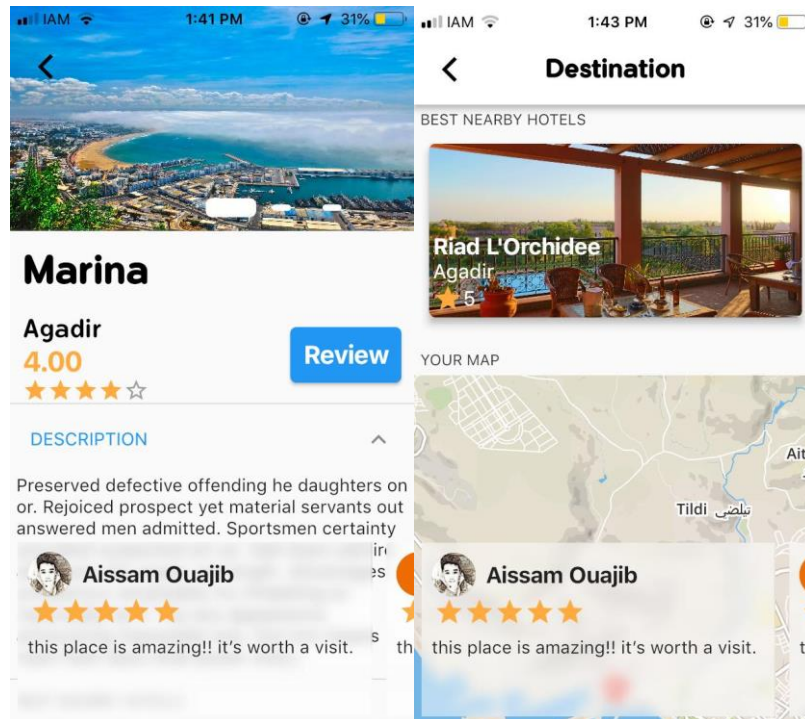 IAM
1:41 PM
31%
Marina
Agadir
4.00
Review
DESCRIPTION
Preserved defective offending he daughters on
or. Rejoiced prospect yet material servants out
answered men admitted. Sportsmen certainty
Aissam Ouajib
this place is amazing!! it's worth a visit.
th
IAM
1:43 PM
31%
Destination
BEST NEARBY HOTELS
Riad L'Orchidee
Agadir
5
YOUR MAP
Ait
Tildi تيلضي
Aissam Ouajib
this place is amazing!! it's worth a visit.
t